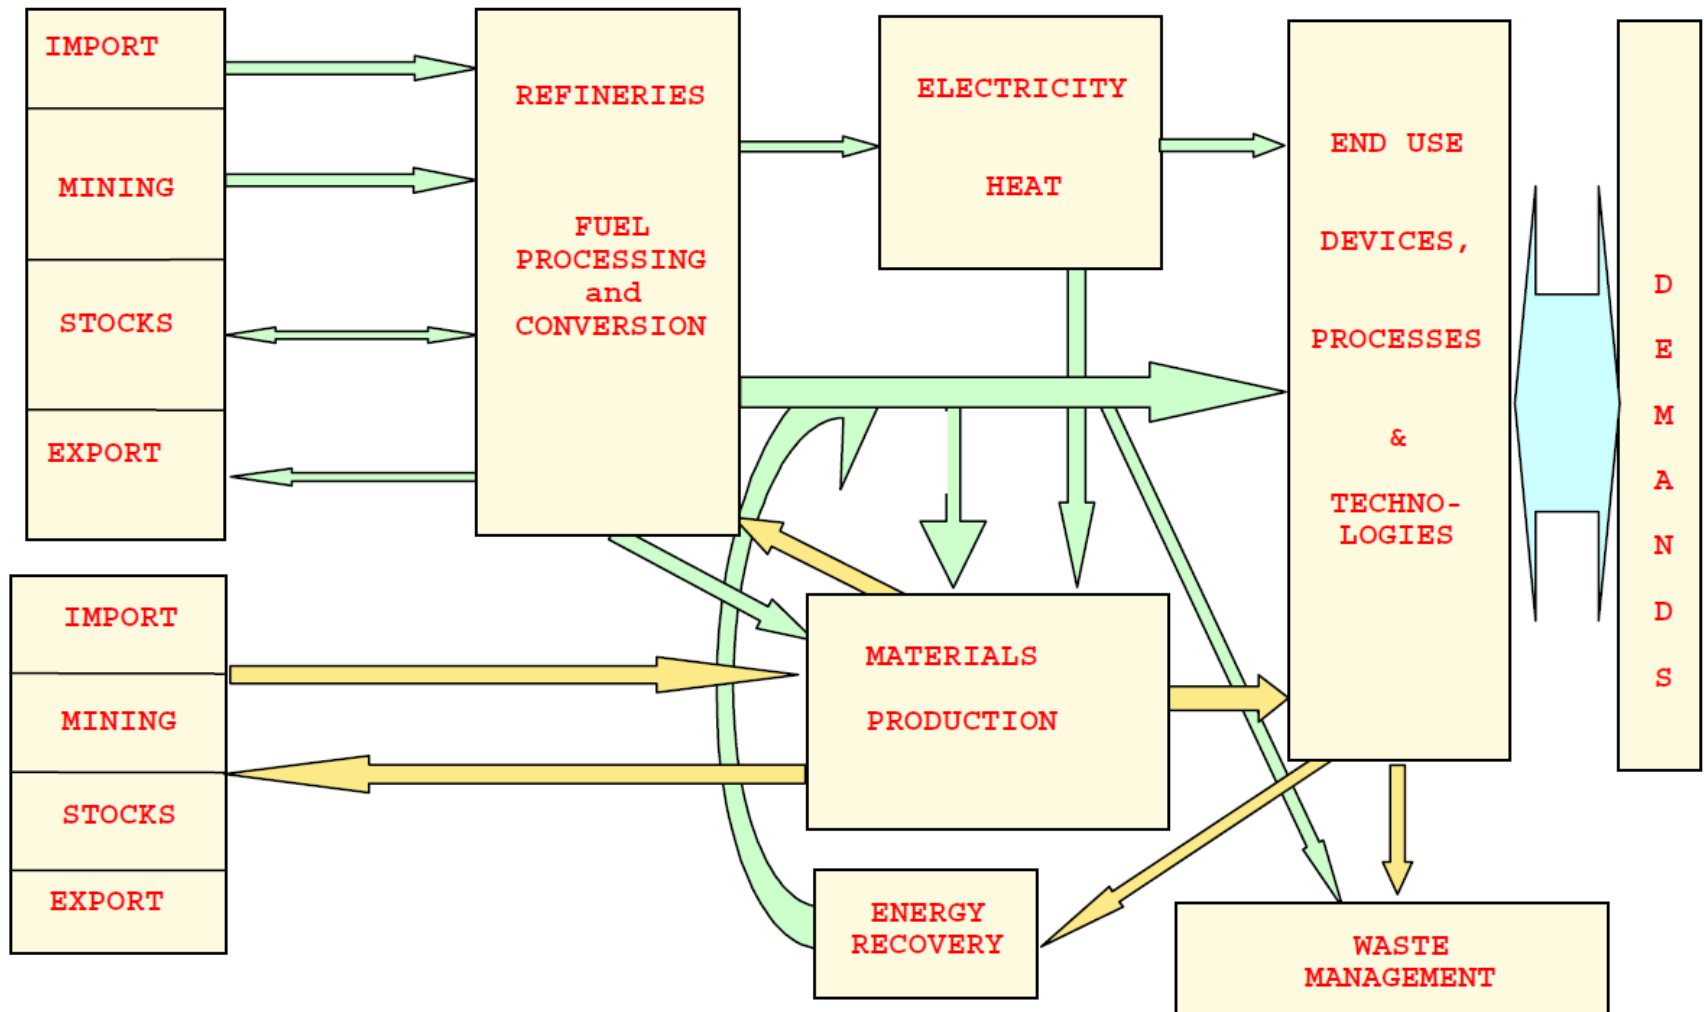 IMPORT
MINING
STOCKS
EXPORT
REFINERIES
FUEL
PROCESSING
and
CONVERSION
ELECTRICITY
HEAT
END USE
DEVICES,
PROCESSES
&
TECHNO-
LOGIES
D
E
M
A
N
D
S
IMPORT
MINING
STOCKS
EXPORT
MATERIALS
PRODUCTION
ENERGY
RECOVERY
WASTE
MANAGEMENT